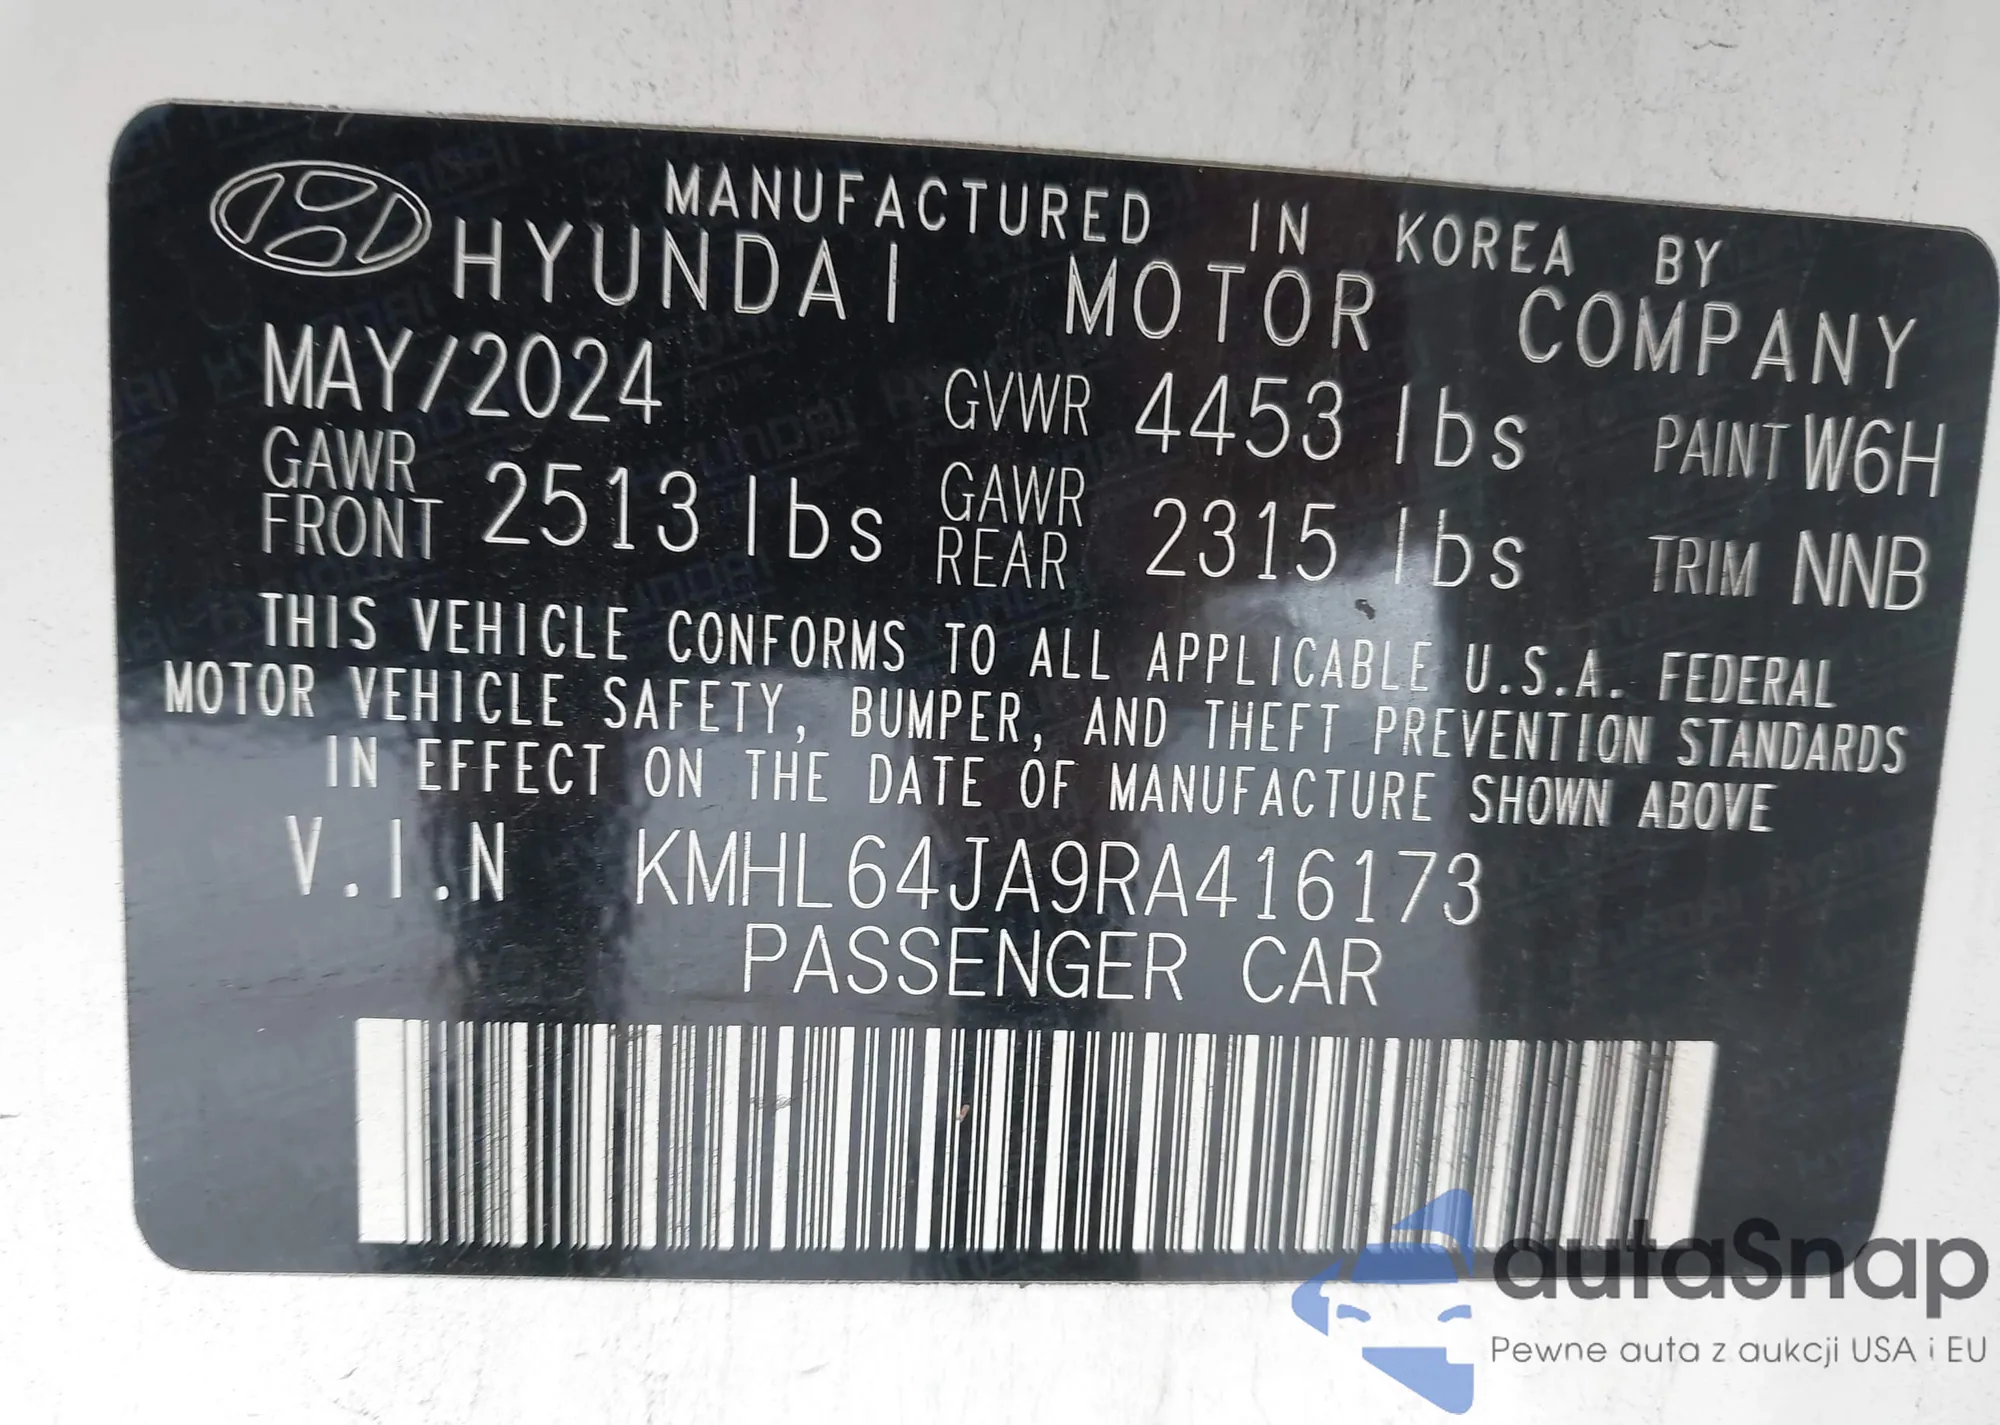 MANUFACTURED IN KOREA BY
HYUNDAI MOTOR COMPANY
MAY/2024 GVWR 4453 lbs PAINT W6H
GAWR FRONT 2513 lbs GAWR REAR 2315 lbs TRIM NNB
THIS VEHICLE CONFORMS TO ALL APPLICABLE U.S.A. FEDERAL
MOTOR VEHICLE SAFETY, BUMPER, AND THEFT PREVENTION STANDARDS
IN EFFECT ON THE DATE OF MANUFACTURE SHOWN ABOVE
V.I.N KMHL64JA9RA416173
PASSENGER CAR
autaSnap
Pewne auta z aukcji USA i EU